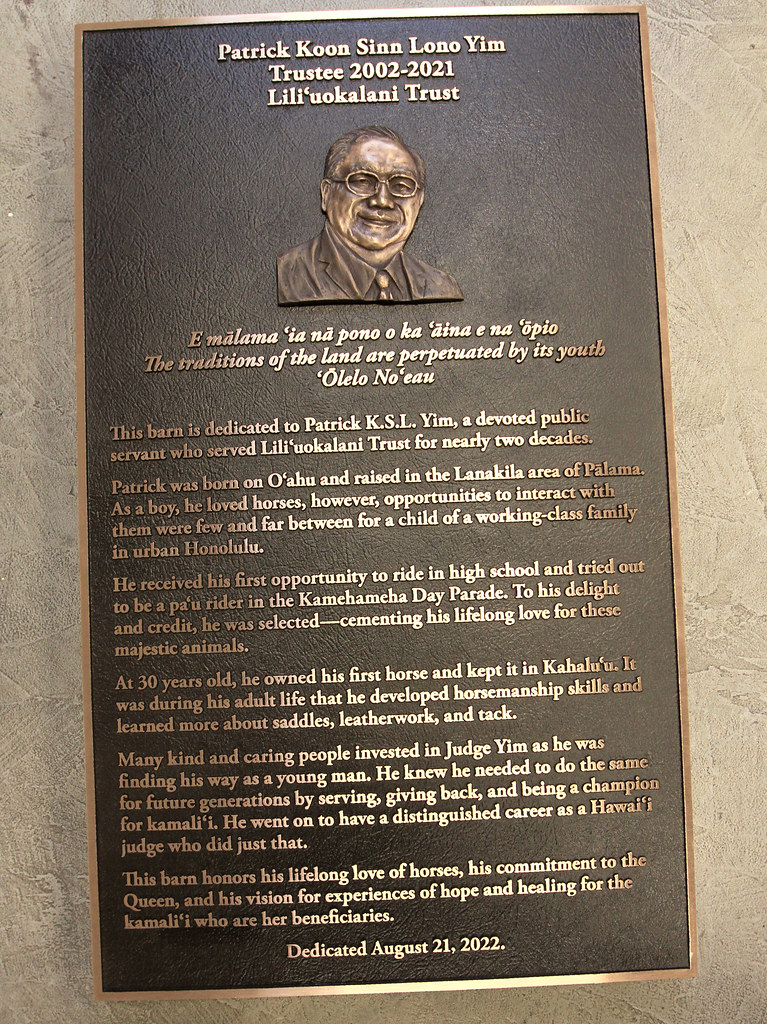 Patrick Koon Sinn Lono Yim
Trustee 2002-2021
Liliʻuokalani Trust
E mālama ʻia nā pono o ka ʻāina e na ʻōpio
The traditions of the land are perpetuated by its youth
ʻŌlelo Noʻeau
This barn is dedicated to Patrick K.S.L. Yim, a devoted public
servant who served Liliʻuokalani Trust for nearly two decades.
Patrick was born on Oʻahu and raised in the Lanakila area of Pālama.
As a boy, he loved horses, however, opportunities to interact with
them were few and far between for a child of a working-class family
in urban Honolulu.
He received his first opportunity to ride in high school and tried out
to be a paʻu rider in the Kamehameha Day Parade. To his delight
and credit, he was selected—cementing his lifelong love for these
majestic animals.
At 30 years old, he owned his first horse and kept it in Kahaluʻu. It
was during his adult life that he developed horsemanship skills and
learned more about saddles, leatherwork, and tack.
Many kind and caring people invested in Judge Yim as he was
finding his way as a young man. He knew he needed to do the same
for future generations by serving, giving back, and being a champion
for kamaliʻi. He went on to have a distinguished career as a Hawaiʻi
judge who did just that.
This barn honors his lifelong love of horses, his commitment to the
Queen, and his vision for experiences of hope and healing for the
kamaliʻi who are her beneficiaries.
Dedicated August 21, 2022.